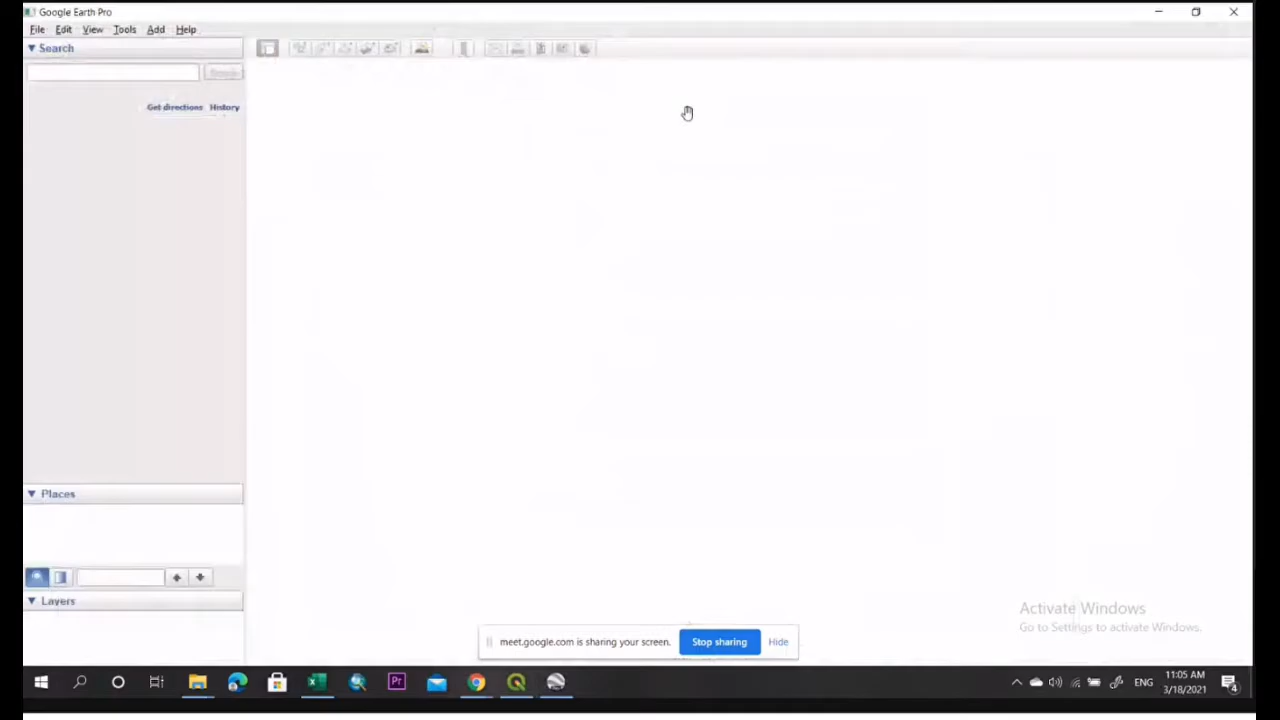 Google Earth Pro
File Edit View Tools Add Help
Search
Get directions History
Places
Layers
Activate Windows
Go to Settings to activate Windows.
meet.google.com is sharing your screen. Stop sharing Hide
Pr
ENG
11:05 AM
3/18/2021
4